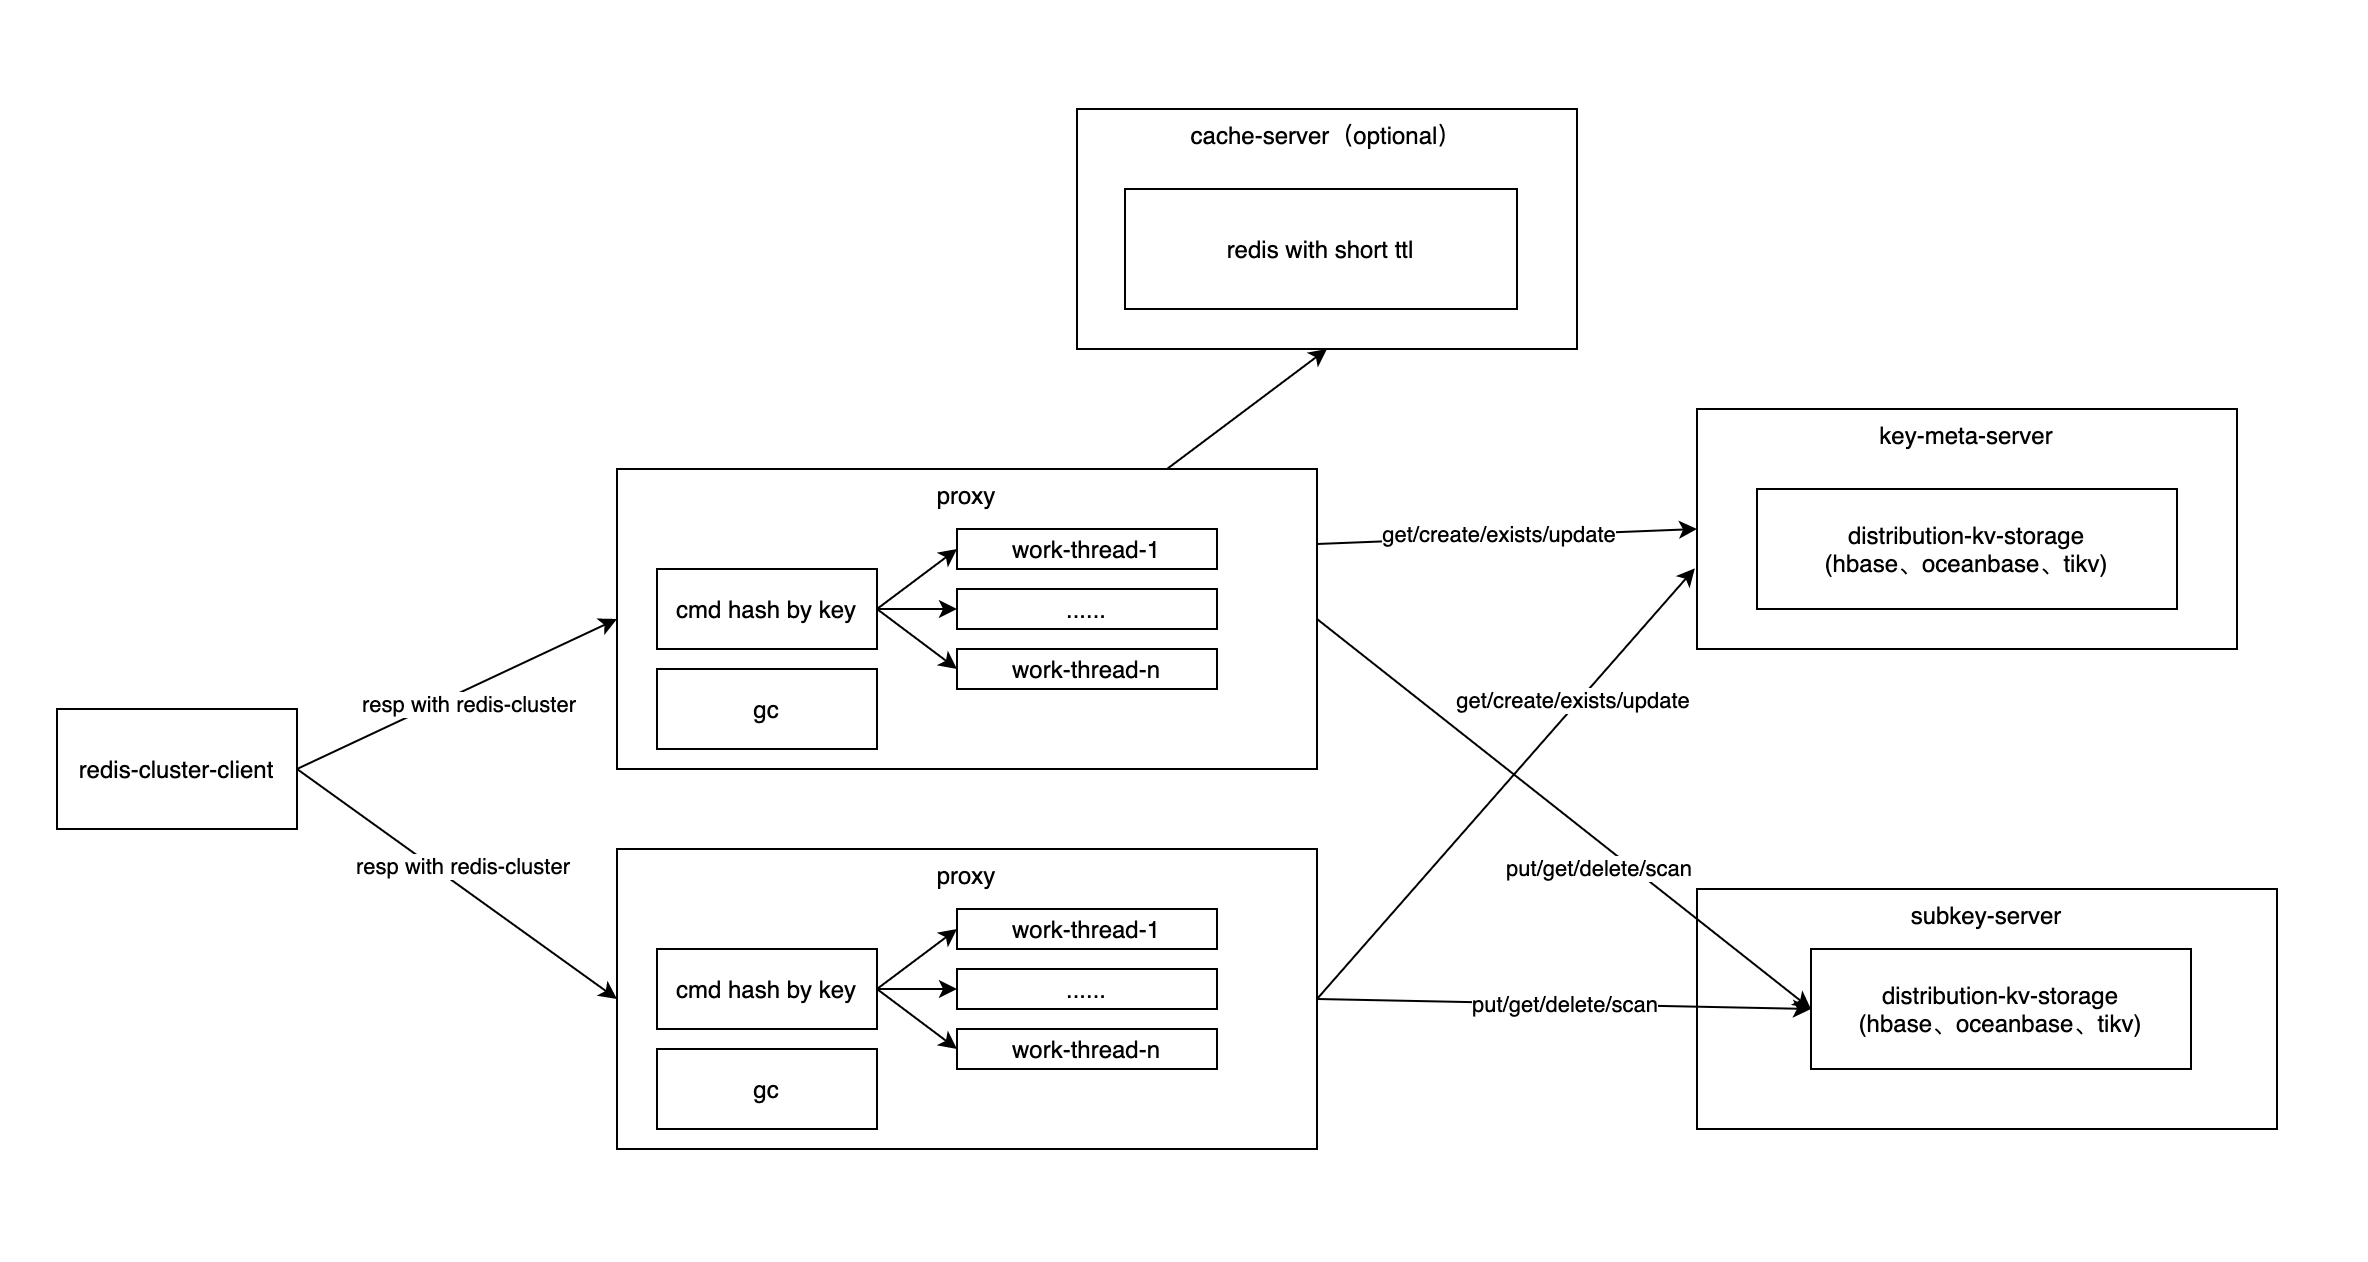 cache-server（optional）
redis with short ttl
key-meta-server
distribution-kv-storage
(hbase、oceanbase、tikv)
proxy
work-thread-1
cmd hash by key
......
work-thread-n
gc
get/create/exists/update
resp with redis-cluster
redis-cluster-client
resp with redis-cluster
get/create/exists/update
put/get/delete/scan
proxy
work-thread-1
cmd hash by key
......
work-thread-n
gc
put/get/delete/scan
subkey-server
distribution-kv-storage
(hbase、oceanbase、tikv)